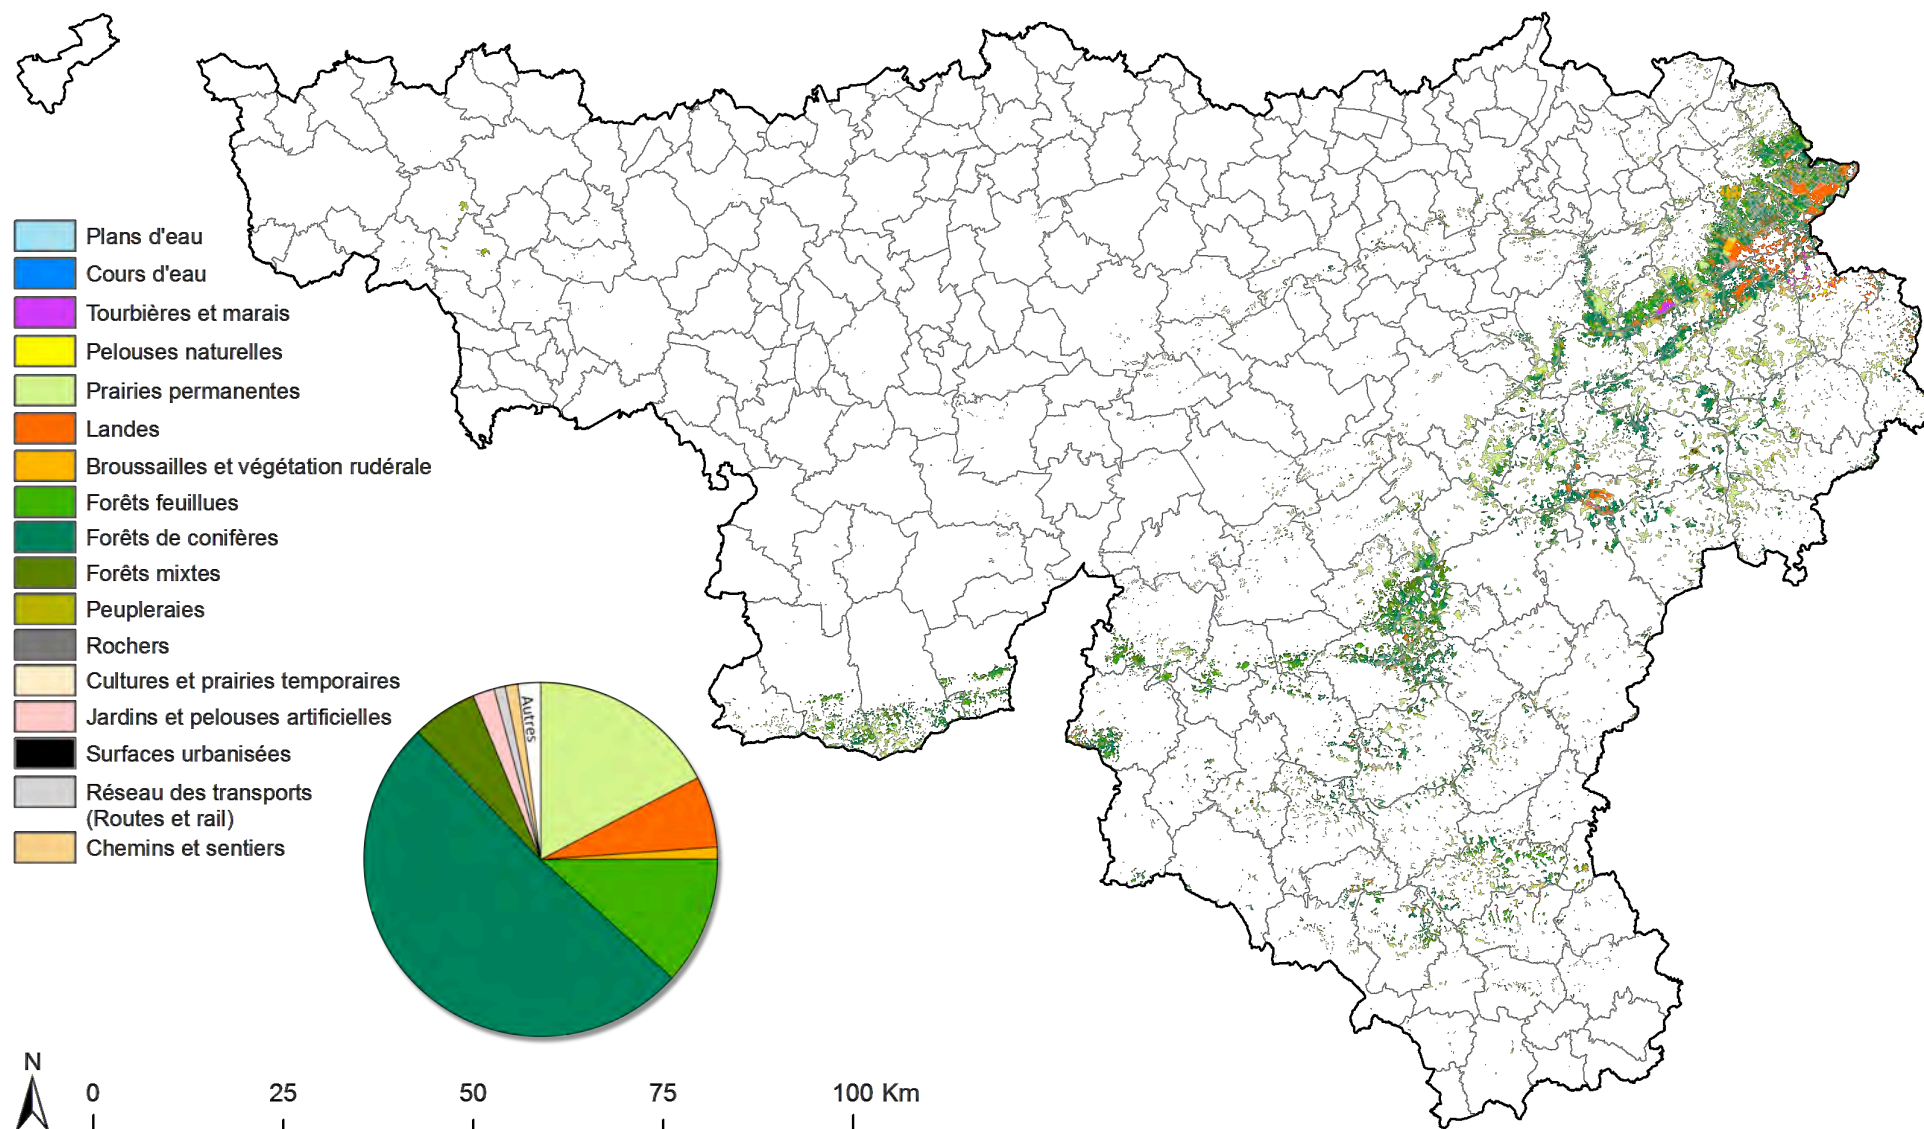 Plans d'eau
Cours d'eau
Tourbières et marais
Pelouses naturelles
Prairies permanentes
Landes
Broussailles et végétation rudérale
Forêts feuillues
Forêts de conifères
Forêts mixtes
Peupleraies
Rochers
Cultures et prairies temporaires
Jardins et pelouses artificielles
Surfaces urbanisées
Réseau des transports
(Routes et rail)
Chemins et sentiers
Autres
N
0 25 50 75 100 Km